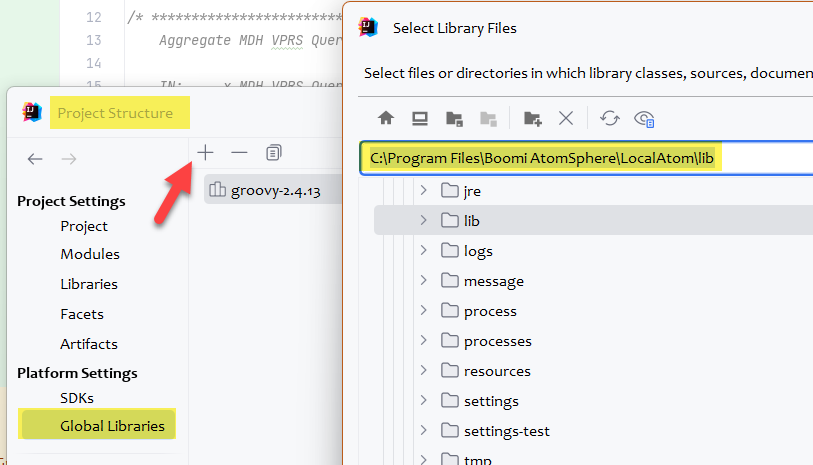 12 /* **************************
13 Aggregate MDH VPRS Quer
14
15 IN: x MDH VPRS Quer
Project Structure
Project Settings
Project
Modules
Libraries
Facets
Artifacts
Platform Settings
SDKs
Global Libraries
groovy-2.4.13
Select Library Files
Select files or directories in which library classes, sources, documen
C:\Program Files\Boomi AtomSphere\LocalAtom\lib
jre
lib
logs
message
process
processes
resources
settings
settings-test
tmp